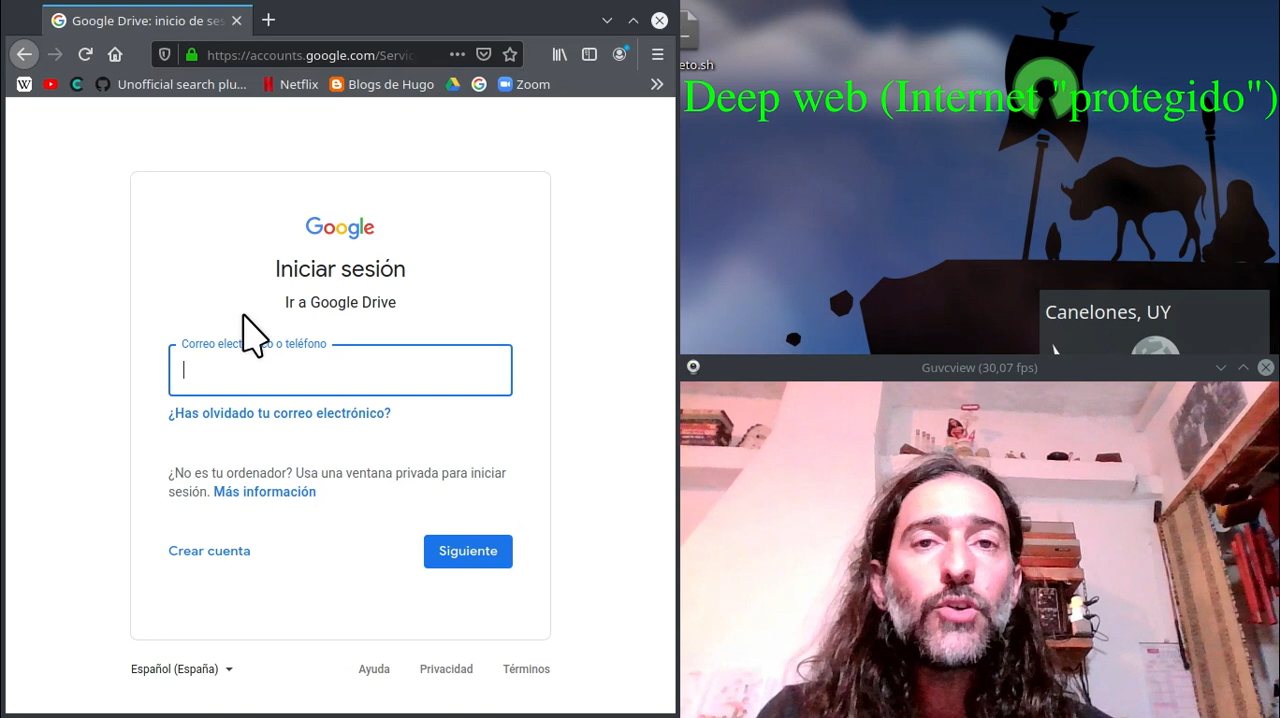 Google Drive: inicio de ses
https://accounts.google.com/Servic
Unofficial search plu...
Netflix
Blogs de Hugo
Zoom
Google
Iniciar sesión
Ir a Google Drive
Correo elect o teléfono
¿Has olvidado tu correo electrónico?
¿No es tu ordenador? Usa una ventana privada para iniciar
sesión. Más información
Crear cuenta
Siguiente
Español (España)
Ayuda
Privacidad
Términos
eto.sh
Deep web (Internet "protegido")
Canelones, UY
Guvcview (30,07 fps)